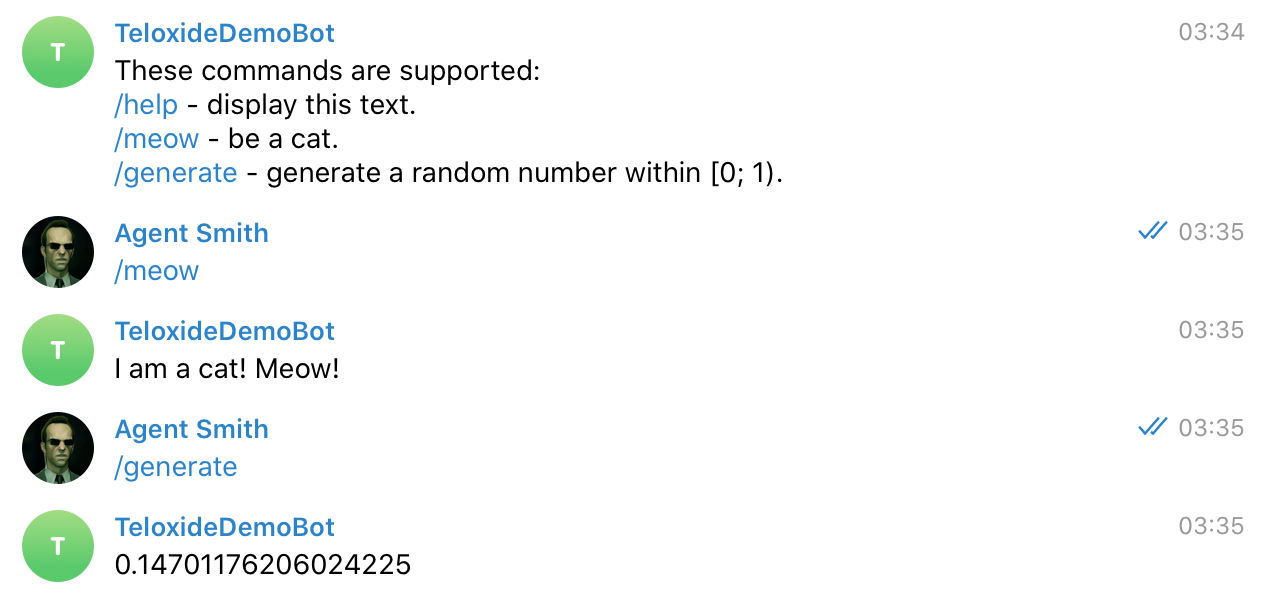 T
TeloxideDemoBot 03:34
These commands are supported:
/help - display this text.
/meow - be a cat.
/generate - generate a random number within [0; 1).
Agent Smith 03:35
/meow
T
TeloxideDemoBot 03:35
I am a cat! Meow!
Agent Smith 03:35
/generate
T
TeloxideDemoBot 03:35
0.14701176206024225